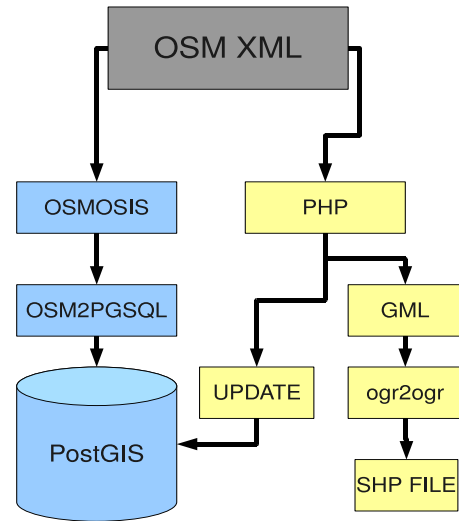 OSM XML
OSMOSIS
PHP
OSM2PGSQL
GML
UPDATE
ogr2ogr
PostGIS
SHP FILE